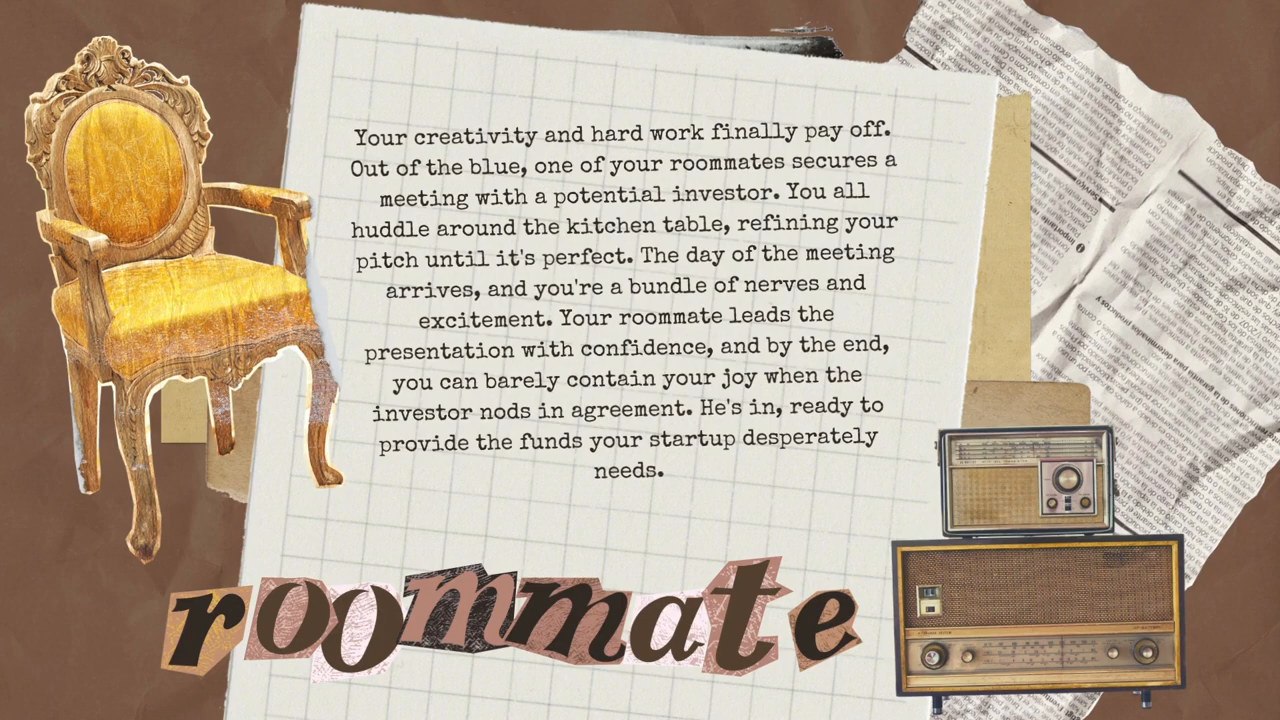 Your creativity and hard work finally pay off.
Out of the blue, one of your roommates secures a
meeting with a potential investor. You all
huddle around the kitchen table, refining your
pitch until it's perfect. The day of the meeting
arrives, and you're a bundle of nerves and
excitement. Your roommate leads the
presentation with confidence, and by the end,
you can barely contain your joy when the
investor nods in agreement. He's in, ready to
provide the funds your startup desperately
needs.
roommate